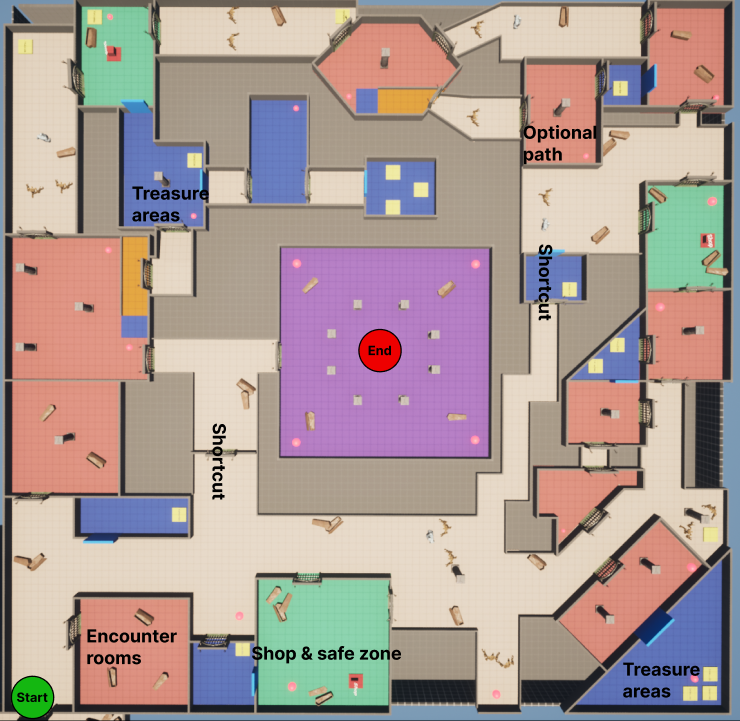 Optional
path
Treasure
areas
Shortcut
End
Shortcut
Encounter
rooms
Shop & safe zone
Treasure
areas
Start